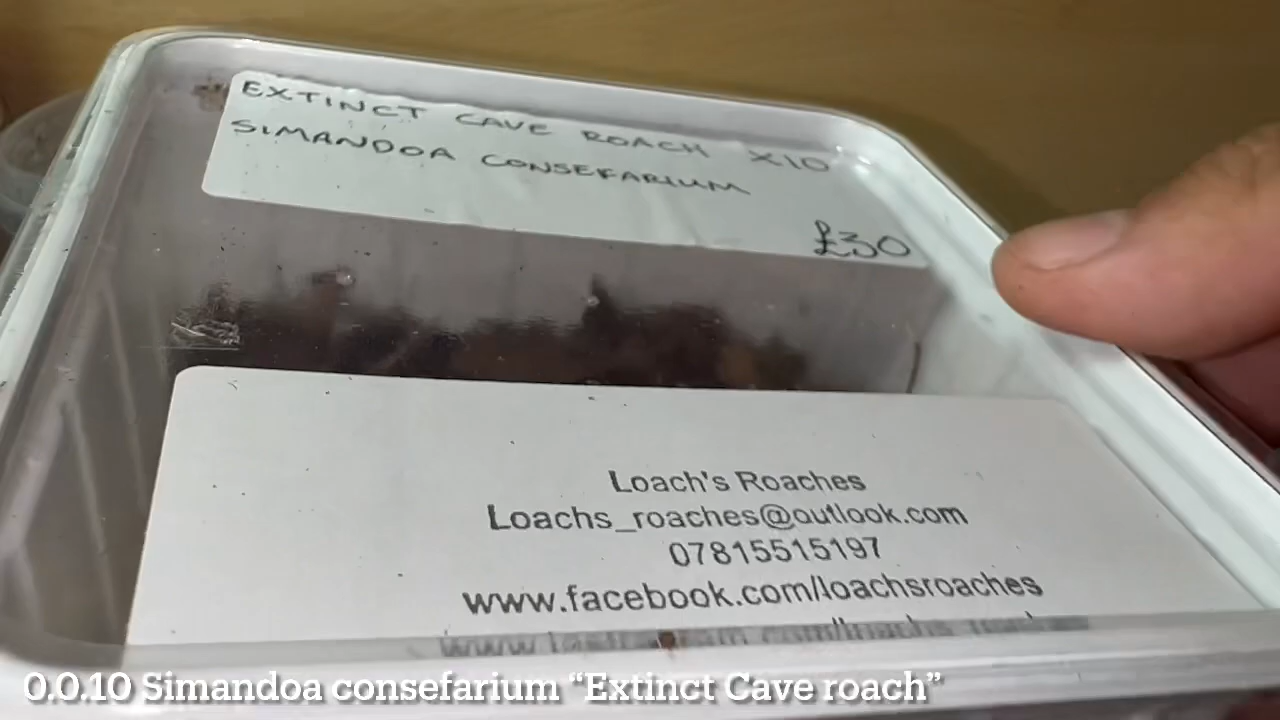 EXTINCT CAVE ROACH X10
SIMANDOA CONSEFARIUM
£30
Loach's Roaches
Loachs_roaches@outlook.com
07815515197
www.facebook.com/loachsroaches
0.0.10 Simandoa consefarium “Extinct Cave roach”